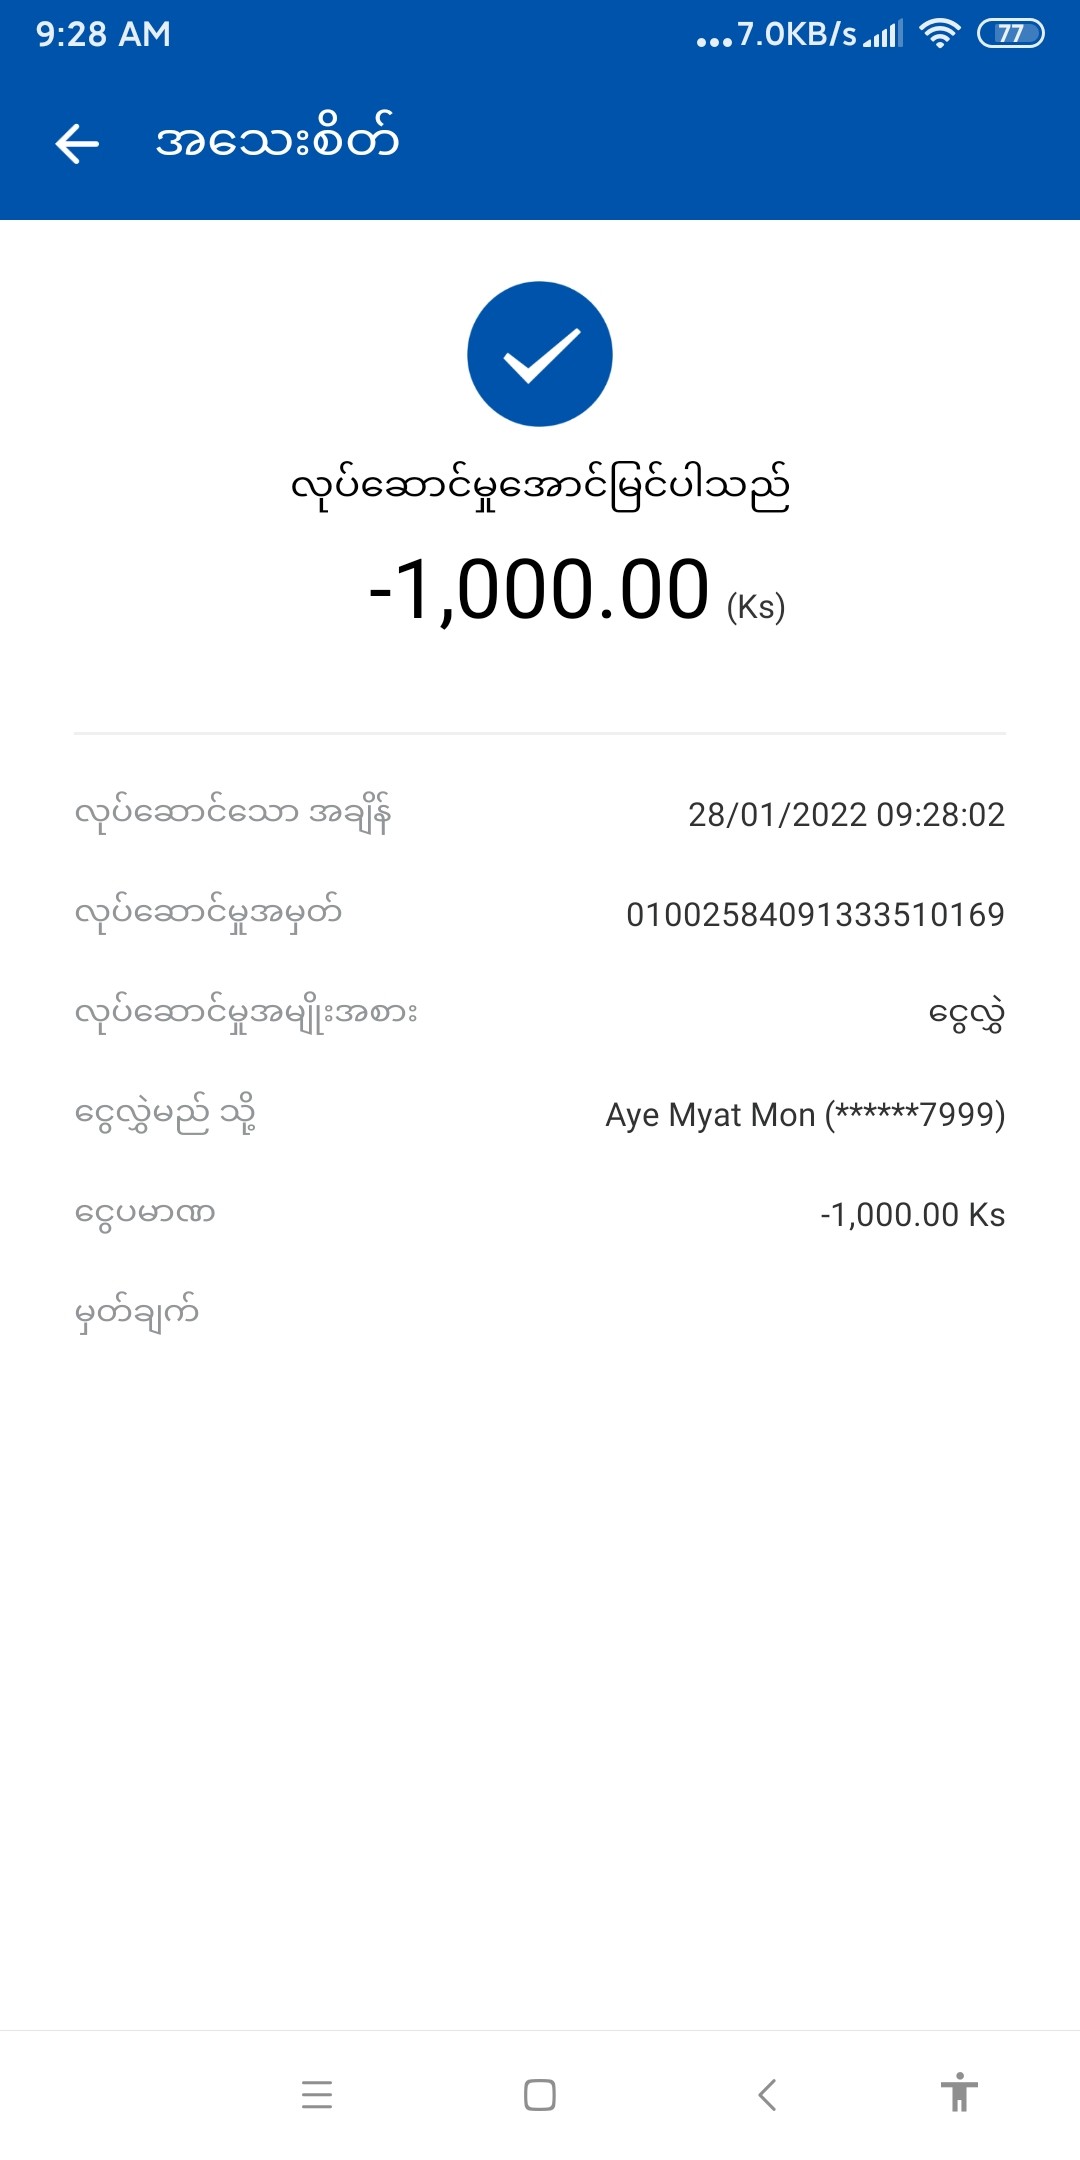 9:28 AM
...7.0KB/s
77
အသေးစိတ်
လုပ်ဆောင်မှုအောင်မြင်ပါသည်
-1,000.00 (Ks)
လုပ်ဆောင်သော အချိန် 28/01/2022 09:28:02
လုပ်ဆောင်မှုအမှတ် 01002584091333510169
လုပ်ဆောင်မှုအမျိုးအစား ငွေလွှဲ
ငွေလွှဲမည် သို့ Aye Myat Mon (******7999)
ငွေပမာဏ -1,000.00 Ks
မှတ်ချက်